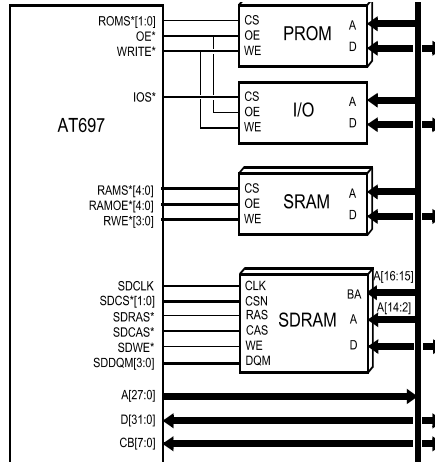 ROMS*[1:0] CS PROM A
OE* OE
WRITE* WE D
IOS* CS I/O A
OE
WE D
AT697
RAMS*[4:0] CS SRAM A
RAMOE*[4:0] OE
RWE*[3:0] WE D
SDCLK CLK A[16:15]
SDCS*[1:0] CSN BA
SDRAS* RAS SDRAM A A[14:2]
SDCAS* CAS
SDWE* WE D
SDDQM[3:0] DQM
A[27:0]
D[31:0]
CB[7:0]